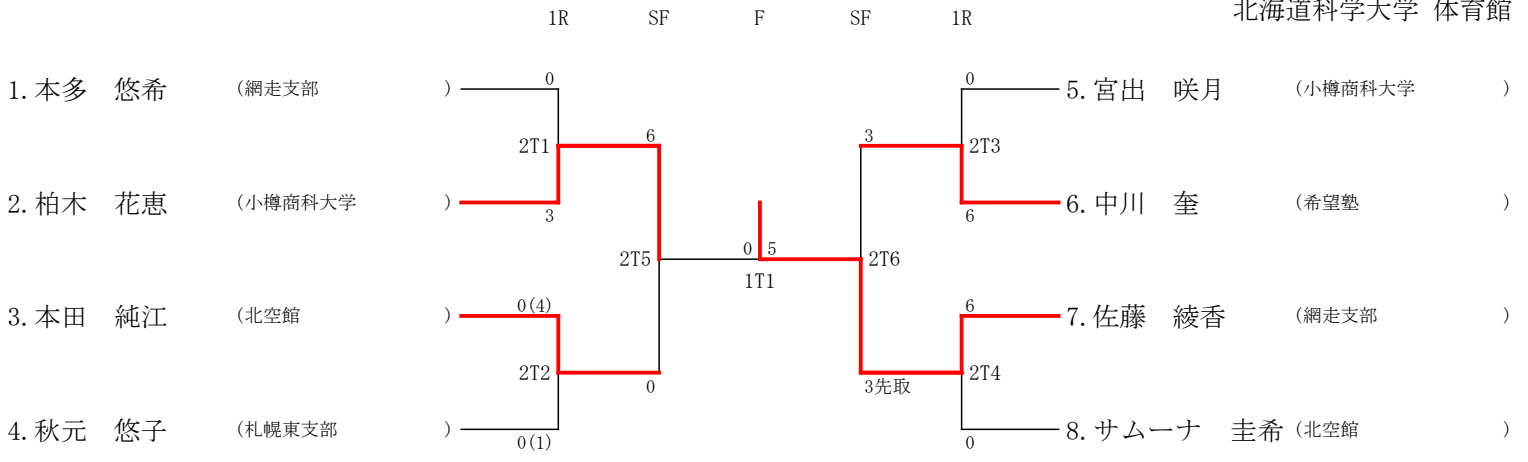 北海道科学大学 体育館
1R SF F SF 1R
1. 本多 悠希 (網走支部 ) 0
0 5. 宮出 咲月 (小樽商科大学 )
2T1 6
3 2T3
2. 柏木 花恵 (小樽商科大学 ) 3
6 6. 中川 奎 (希望塾 )
2T5 0 5 2T6
1T1
3. 本田 純江 (北空館 ) 0(4)
6 7. 佐藤 綾香 (網走支部 )
2T2 0
3先取 2T4
4. 秋元 悠子 (札幌東支部 ) 0(1)
0 8. サムーナ 圭希 (北空館 )